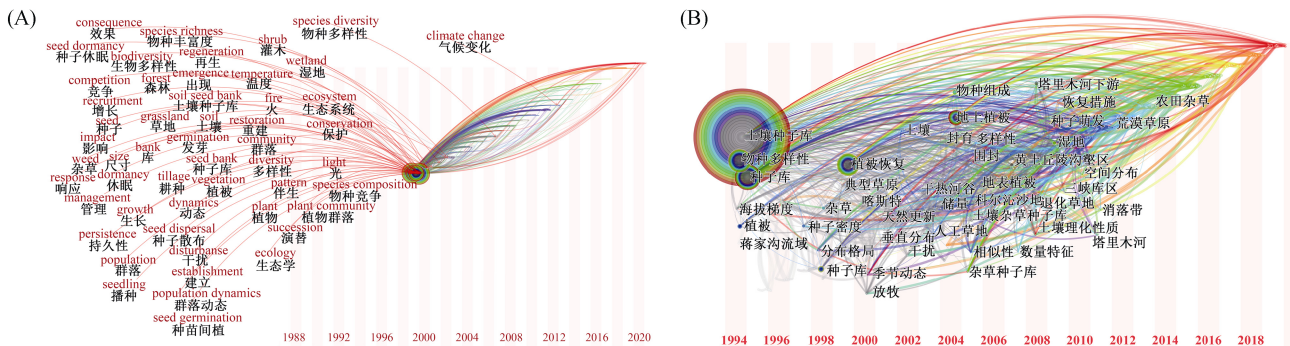 (A)
consequence
效果
species richness
物种丰富度
shrub
灌木
species diversity
物种多样性
climate change
气候变化
seed dormancy
种子休眠
biodiversity
生物多样性
regeneration
再生
wetland
湿地
competition
竞争
forest
森林
emergence
出现
temperature
温度
recruitment
增长
soil seed bank
土壤种子库
fire
火
ecosystem
生态系统
seed
种子
grassland
草地
soil
土壤
restoration
重建
conservation
保护
impact
影响
bank
库
germination
发芽
community
群落
weed
杂草
size
尺寸
seed bank
种子库
diversity
多样性
light
光
response
响应
dormancy
休眠
tillage
耕种
vegetation
植被
pattern
伴生
species composition
物种竞争
management
管理
growth
生长
dynamics
动态
plant
植物
plant community
植物群落
persistence
持久性
seed dispersal
种子散布
succession
演替
population
群落
disturbanse
干扰
ecology
生态学
seedling
播种
establishment
建立
population dynamics
群落动态
seed germination
种苗间植
1988 1992 1996 2000 2004 2008 2012 2016 2020
(B)
物种组成
塔里木河下游
恢复措施
农田杂草
土壤种子库
土壤
地上植被
种子萌发
荒漠草原
封育多样性
湿地
物种多样性
植被恢复
围封
黄土丘陵沟壑区
种子库
空间分布
典型草原
干热河谷
地表植被
三峡库区
喀斯特
储量
科尔沁沙地
退化草地
海拔梯度
杂草
天然更新
土壤杂草种子库
消落带
植被
种子密度
人工草地
土壤理化性质
蒋家沟流域
垂直分布
塔里木河
分布格局
干扰
相似性
数量特征
种子库
季节动态
杂草种子库
放牧
1994 1996 1998 2000 2002 2004 2006 2008 2010 2012 2014 2016 2018